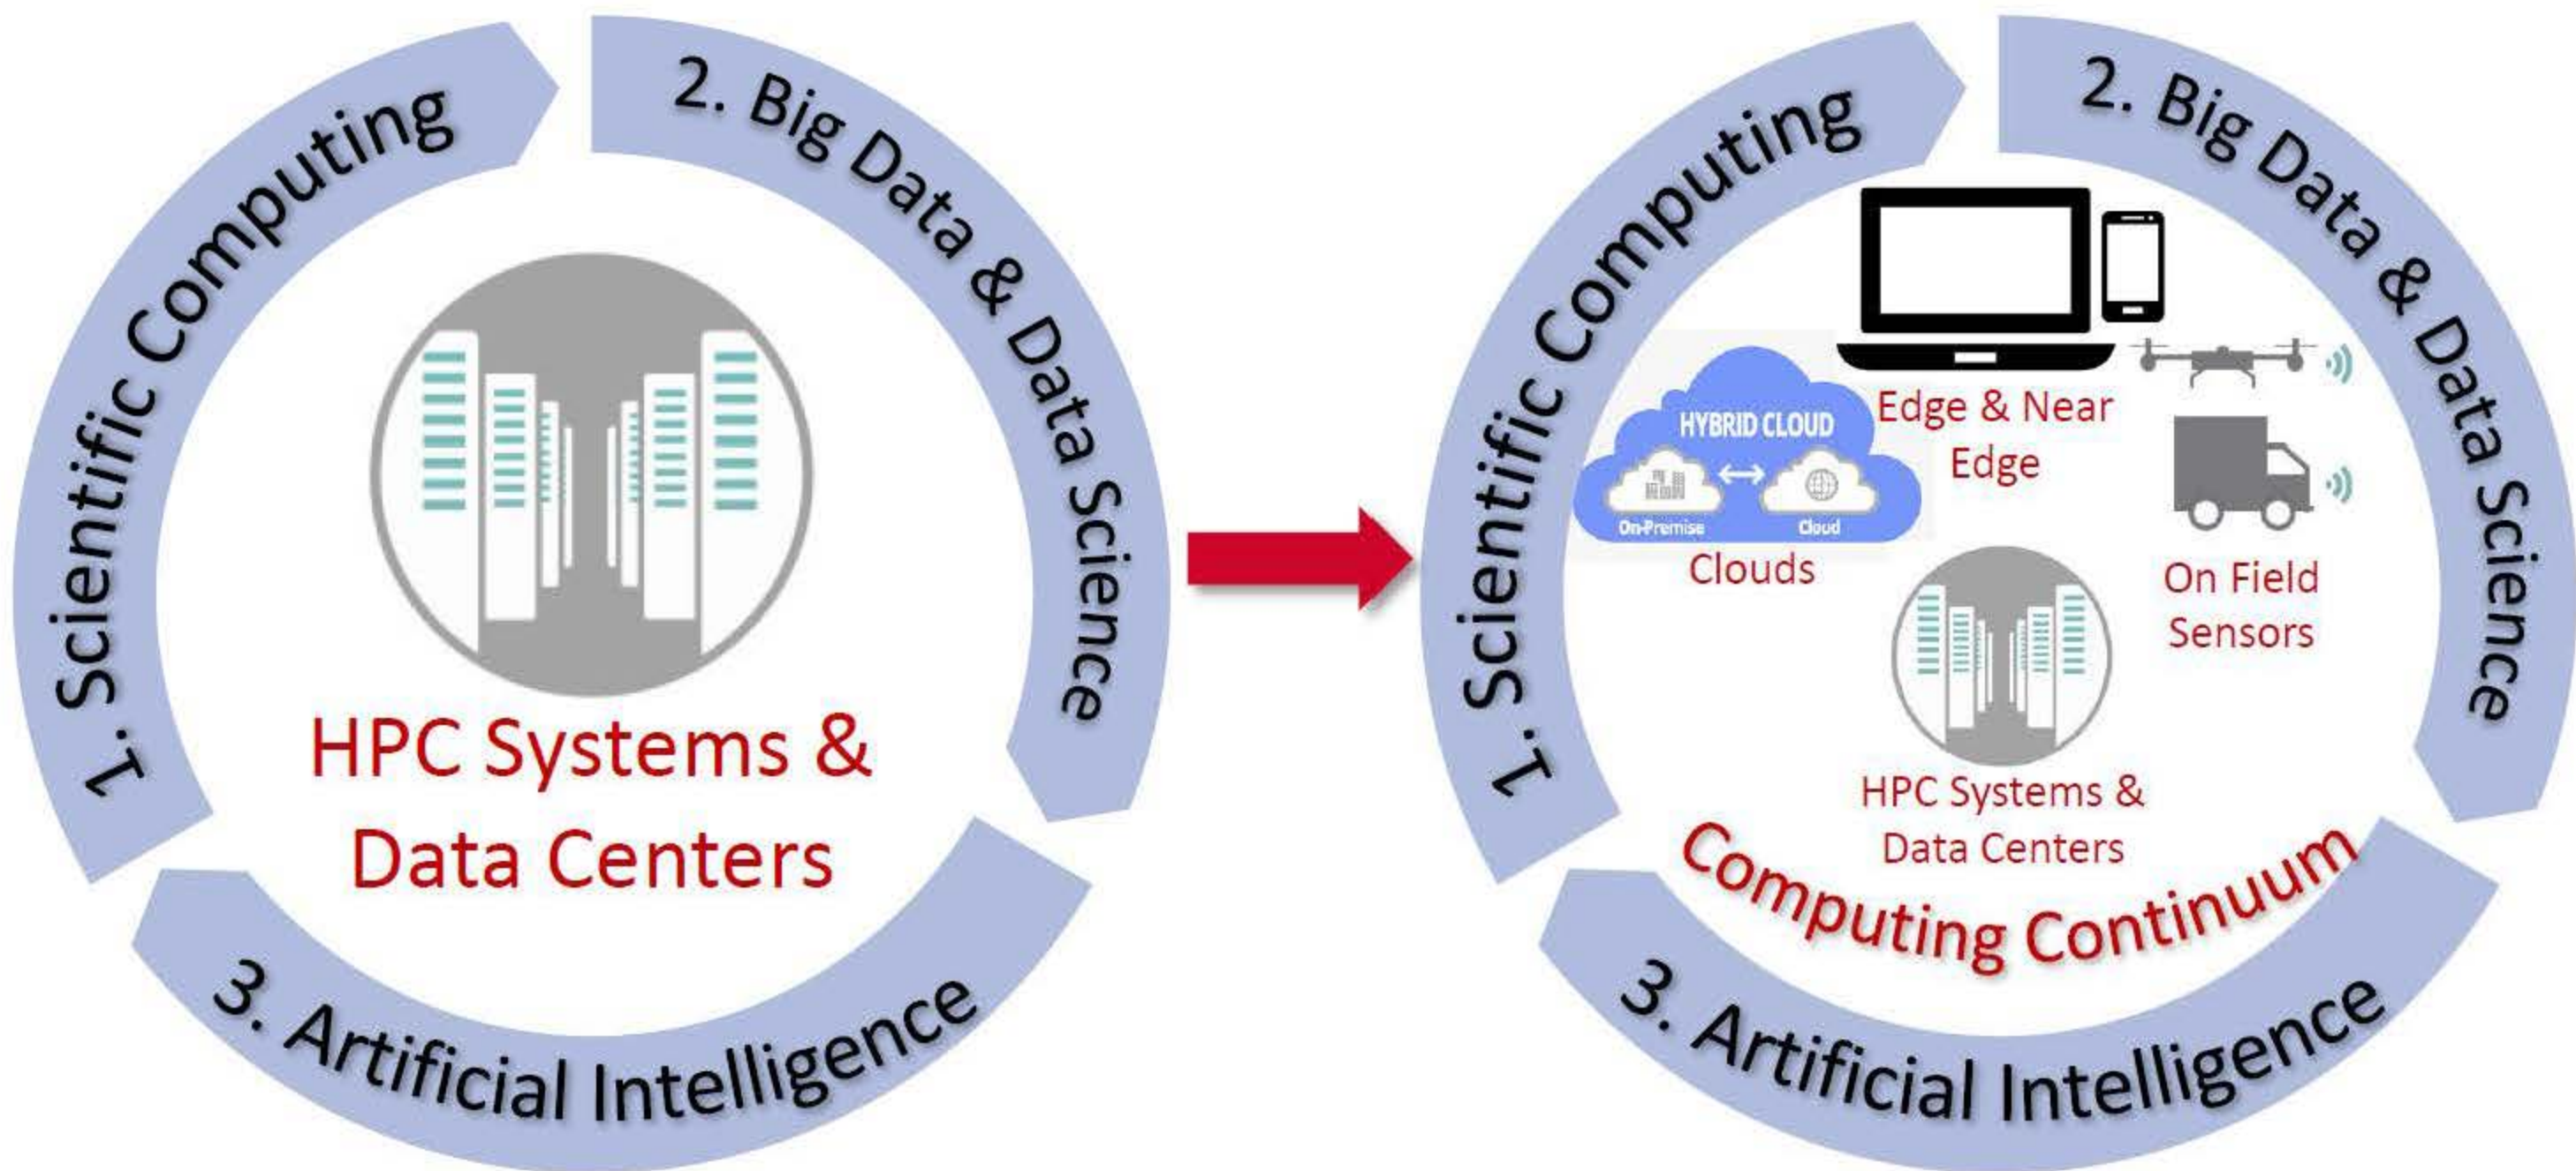 1. Scientific Computing
2. Big Data & Data Science
3. Artificial Intelligence
HPC Systems &
Data Centers
1. Scientific Computing
2. Big Data & Data Science
3. Artificial Intelligence
Edge & Near
Edge
HYBRID CLOUD
On-Premise
Cloud
Clouds
On Field
Sensors
HPC Systems &
Data Centers
Computing Continuum